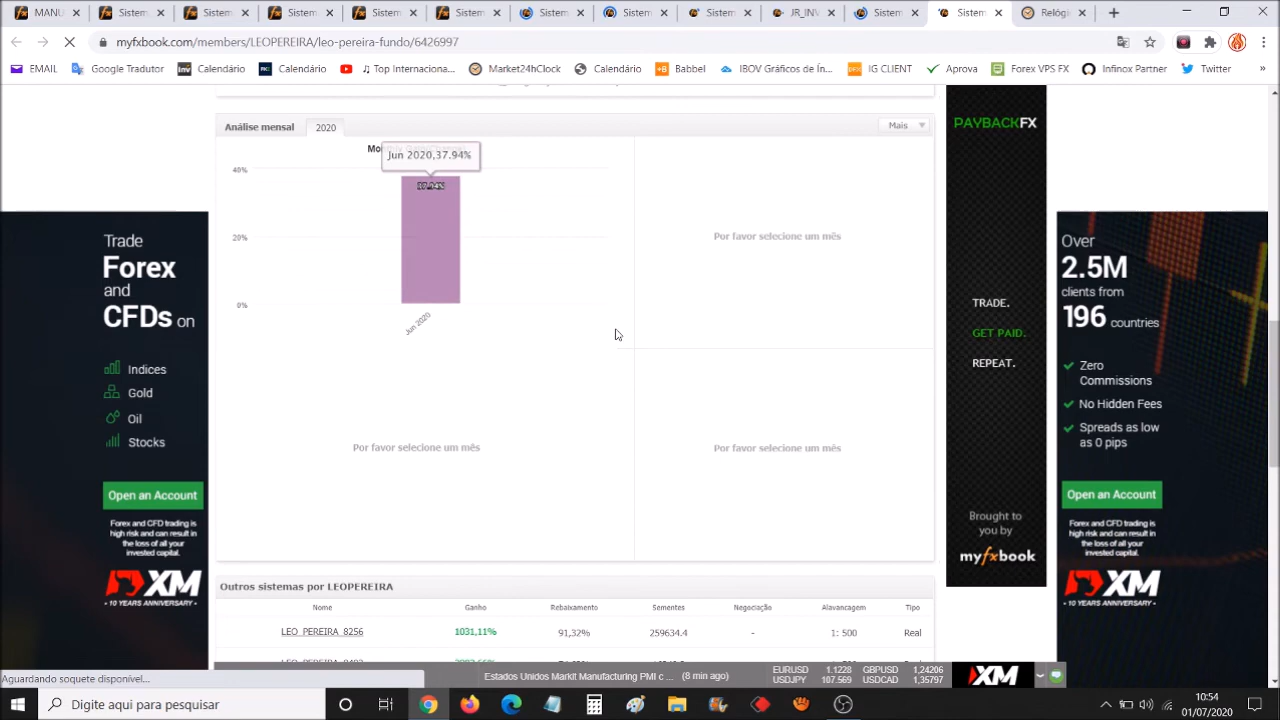 MANU
Sistem
Sistem
Sistem
Sistem
Sistem
Sistem
Sistem
JR_INV
Sistem
Sistem
Relógi
myfxbook.com/members/LEOPEREIRA/leo-pereira-fundo/6426997
EMAIL
Google Tradutor
Calendário
Calendário
Top Internaciona...
Market24hClock
Calendário
Babbel
IBOV Gráficos de Ín...
IG CLIENT
Aprova
Forex VPS FX
Infinox Partner
Twitter
Análise mensal
2020
Mais
Jun 2020,37.94%
37.94%
40%
20%
0%
Jun 2020
Por favor selecione um mês
Por favor selecione um mês
Por favor selecione um mês
Outros sistemas por LEOPEREIRA
Nome Ganho Rebaixamento Sementes Negociação Alavancagem Tipo
LEO PEREIRA 8256 1031,11% 91,32% 259634.4 - 1: 500 Real
Trade
Forex
and
CFDs on
Indices
Gold
Oil
Stocks
Open an Account
Forex and CFD trading is
high risk and can result in
the loss of all your
invested capital.
XM
- 10 YEARS ANNIVERSARY -
PAYBACKFX
TRADE.
GET PAID.
REPEAT.
Brought to
you by
myfxbook
Over
2.5M
clients from
196 countries
Zero
Commissions
No Hidden Fees
Spreads as low
as 0 pips
Open an Account
Forex and CFD trading is
high risk and can result in
the loss of all your
invested capital.
XM
- 10 YEARS ANNIVERSARY -
Aguardando soquete disponível...
Estados Unidos Markit Manufacturing PMI c ... (8 min ago)
EURUSD 1.1228 GBPUSD 1,24206
USDJPY 107.569 USDCAD 1,35797
XM
Digite aqui para pesquisar
10:54
01/07/2020